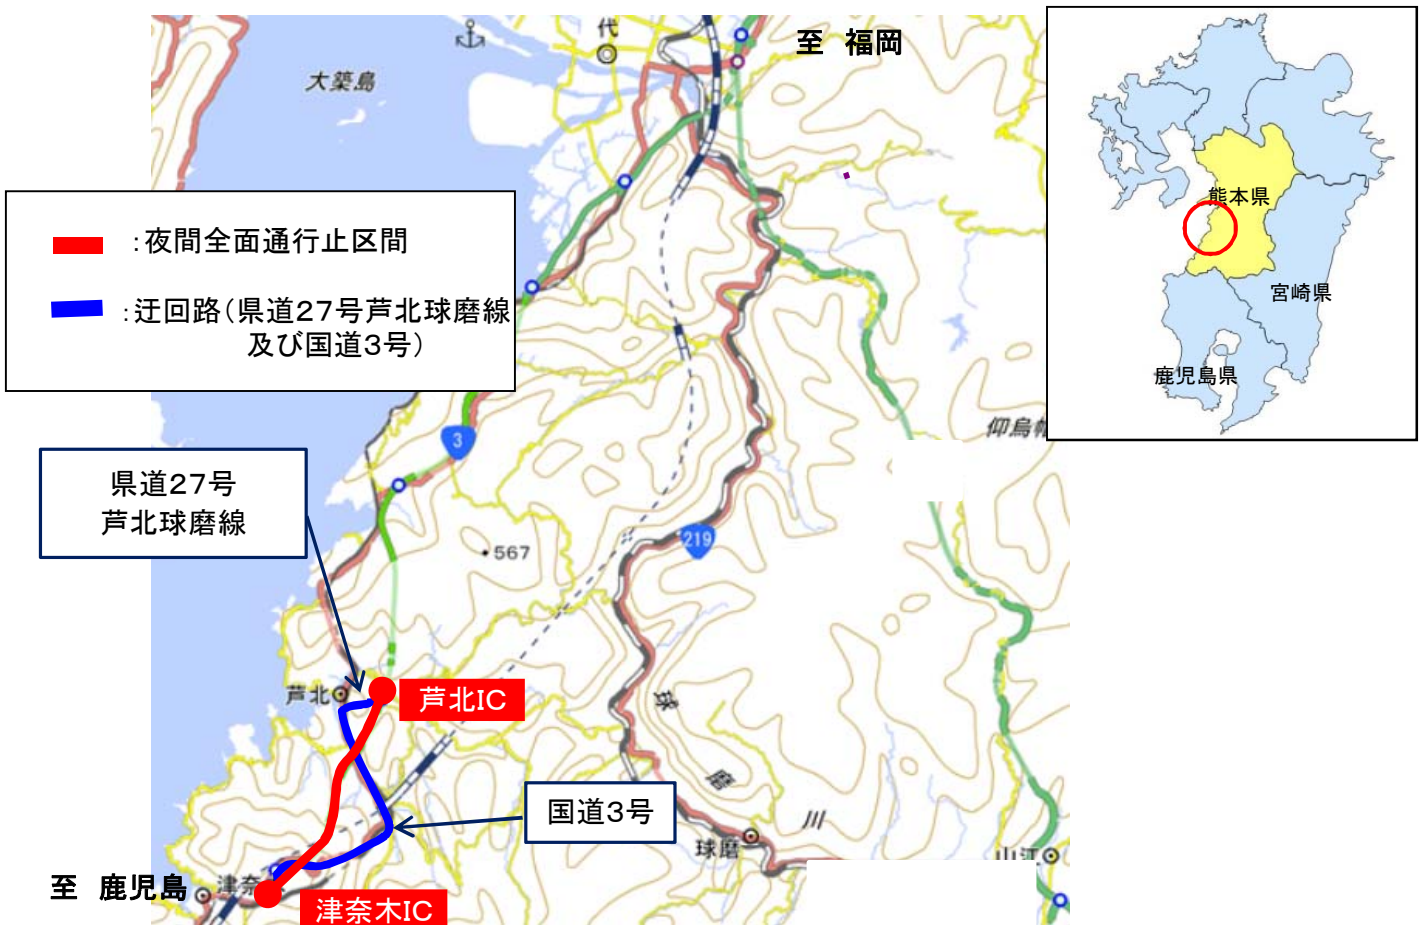 代
至 福岡
大築島
熊本県
宮崎県
鹿児島県
:夜間全面通行止区間
:迂回路(県道27号芦北球磨線
及び国道3号)
仰烏帽
3
県道27号
芦北球磨線
567
219
芦北
芦北IC
球
磨
川
国道3号
球磨
山江
至 鹿児島
津奈
津奈木IC